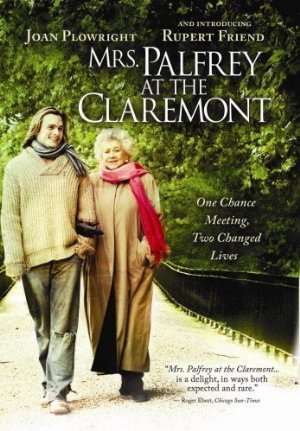 AND INTRODUCING
JOAN PLOWRIGHT RUPERT FRIEND
MRS. PALFREY
AT THE
CLAREMONT
One Chance
Meeting,
Two Changed
Lives
"Mrs. Palfrey at the Claremont...
is a delight, in ways both
expected and rare."
— Roger Ebert, Chicago Sun-Times